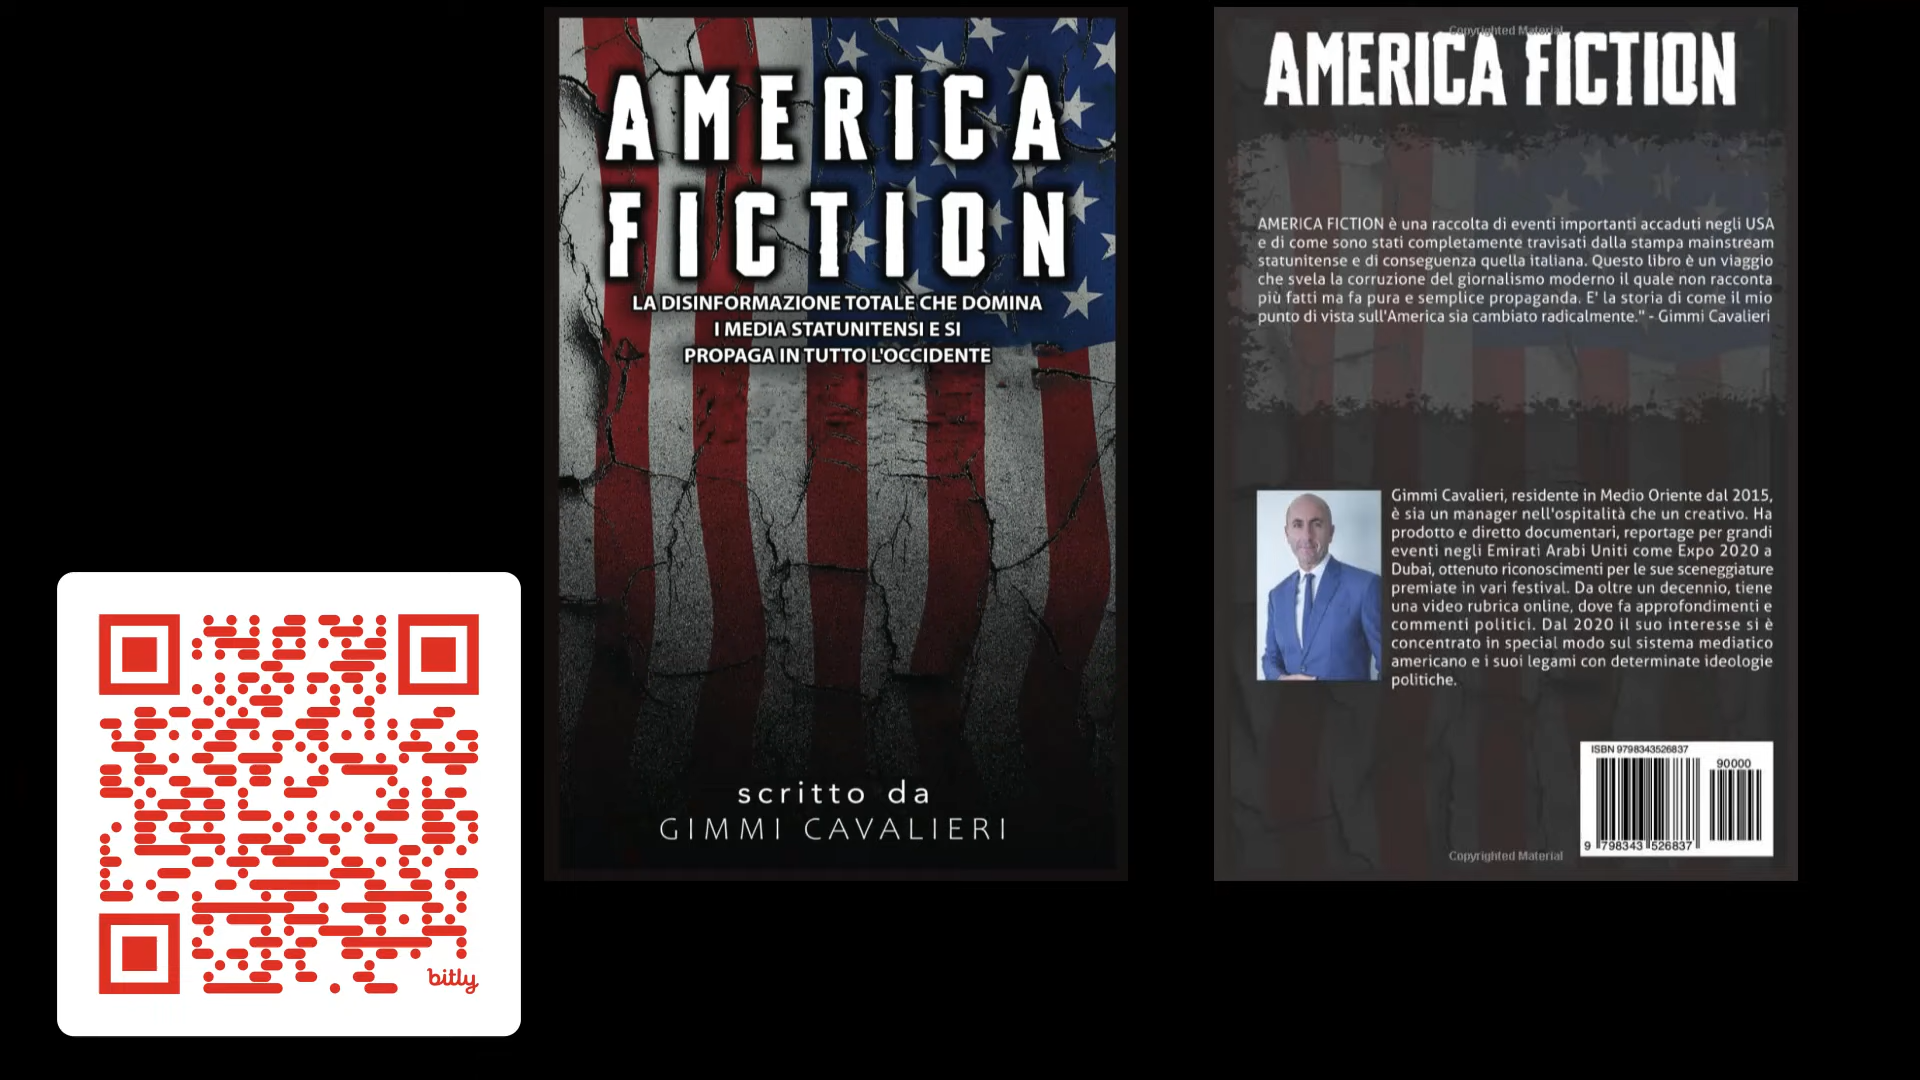 AMERICA
FICTION
LA DISINFORMAZIONE TOTALE CHE DOMINA
I MEDIA STATUNITENSI E SI
PROPAGA IN TUTTO L'OCCIDENTE
scritto da
GIMMI CAVALIERI
Copyrighted Material
AMERICA FICTION
AMERICA FICTION è una raccolta di eventi importanti accaduti negli USA
e di come sono stati completamente travisati dalla stampa mainstream
statunitense e di conseguenza quella italiana. Questo libro è un viaggio
che svela la corruzione del giornalismo moderno il quale non racconta
più fatti ma fa pura e semplice propaganda. E' la storia di come il mio
punto di vista sull'America sia cambiato radicalmente." - Gimmi Cavalieri
Gimmi Cavalieri, residente in Medio Oriente dal 2015,
è sia un manager nell'ospitalità che un creativo. Ha
prodotto e diretto documentari, reportage per grandi
eventi negli Emirati Arabi Uniti come Expo 2020 a
Dubai, ottenuto riconoscimenti per le sue sceneggiature
premiate in vari festival. Da oltre un decennio, tiene
una video rubrica online, dove fa approfondimenti e
commenti politici. Dal 2020 il suo interesse si è
concentrato in special modo sul sistema mediatico
americano e i suoi legami con determinate ideologie
politiche.
ISBN 9798343526837
90000
9 798343 526837
Copyrighted Material
bitly